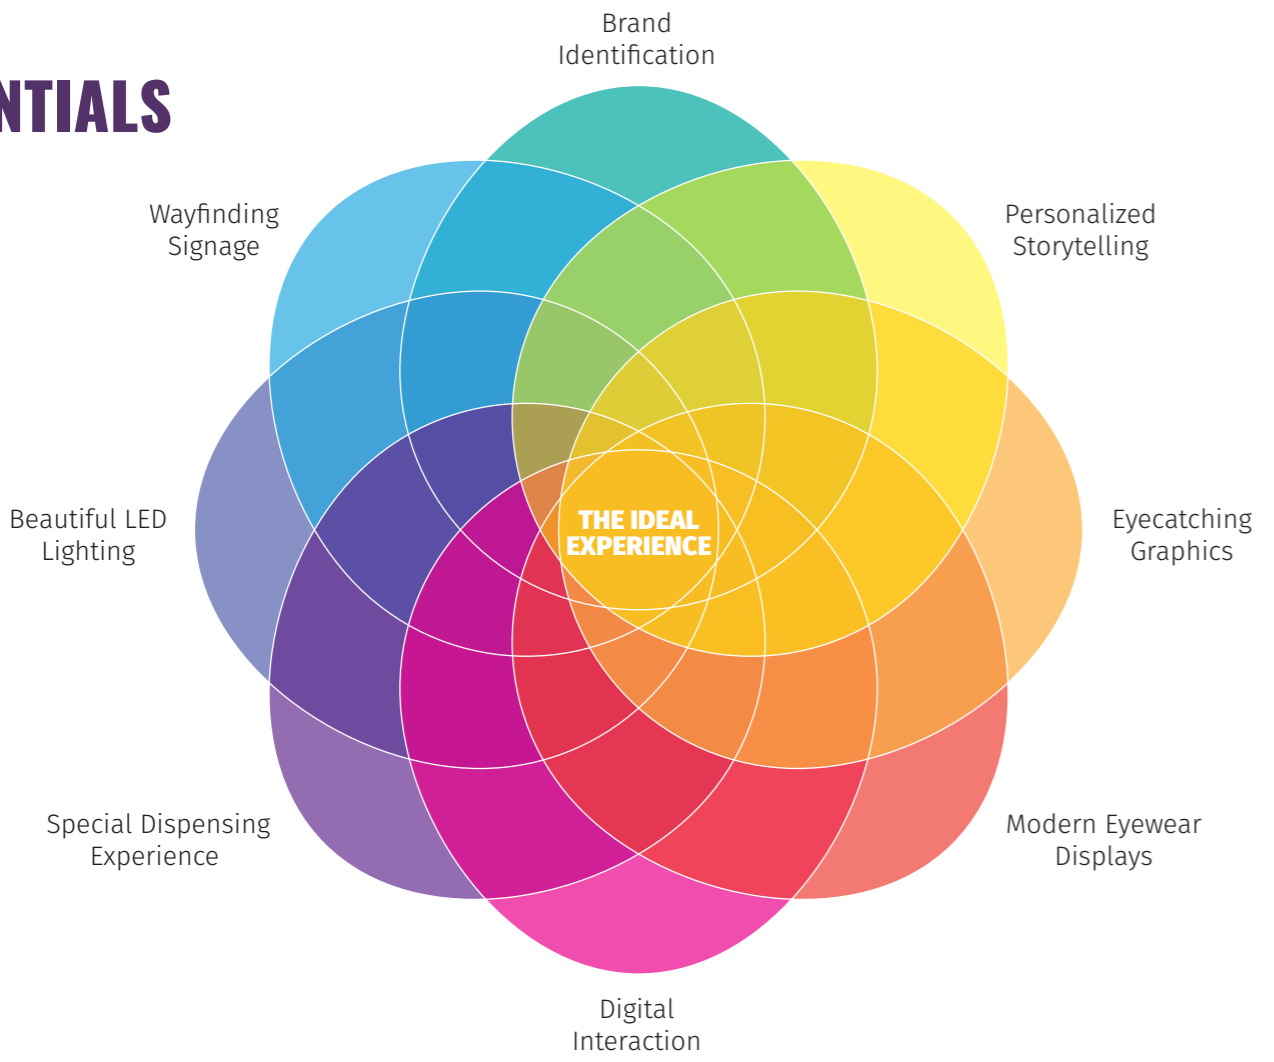 Brand
Identification
NTIALS
Wayfinding
Signage
Personalized
Storytelling
Beautiful LED
Lighting
THE IDEAL
EXPERIENCE
Eyecatching
Graphics
Special Dispensing
Experience
Modern Eyewear
Displays
Digital
Interaction